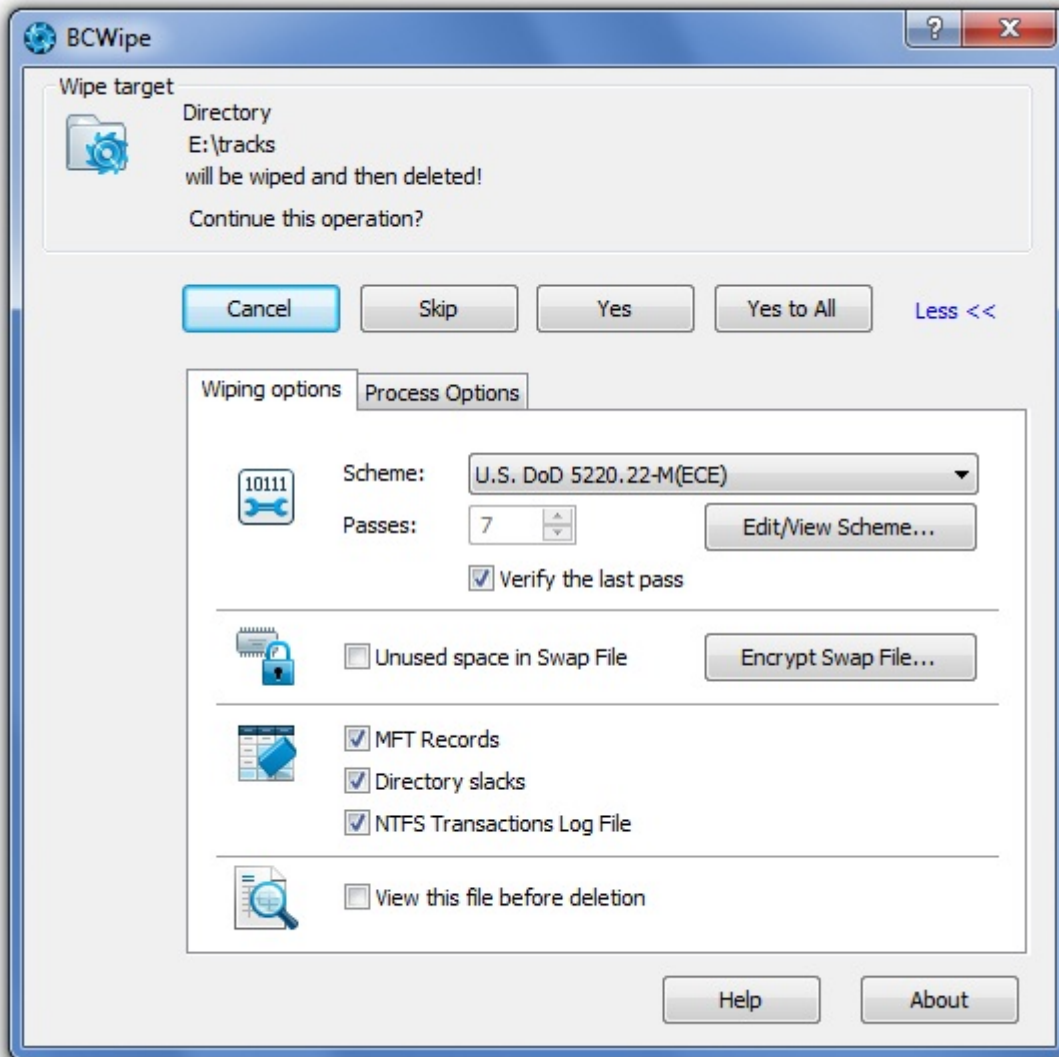 BCWipe
?
X
Wipe target
Directory
E:\tracks
will be wiped and then deleted!
Continue this operation?
Cancel Skip Yes Yes to All Less <<
Wiping options Process Options
10111
Scheme: U.S. DoD 5220.22-M(ECE)
Passes: 7 Edit/View Scheme...
Verify the last pass
Unused space in Swap File Encrypt Swap File...
MFT Records
Directory slacks
NTFS Transactions Log File
View this file before deletion
Help About